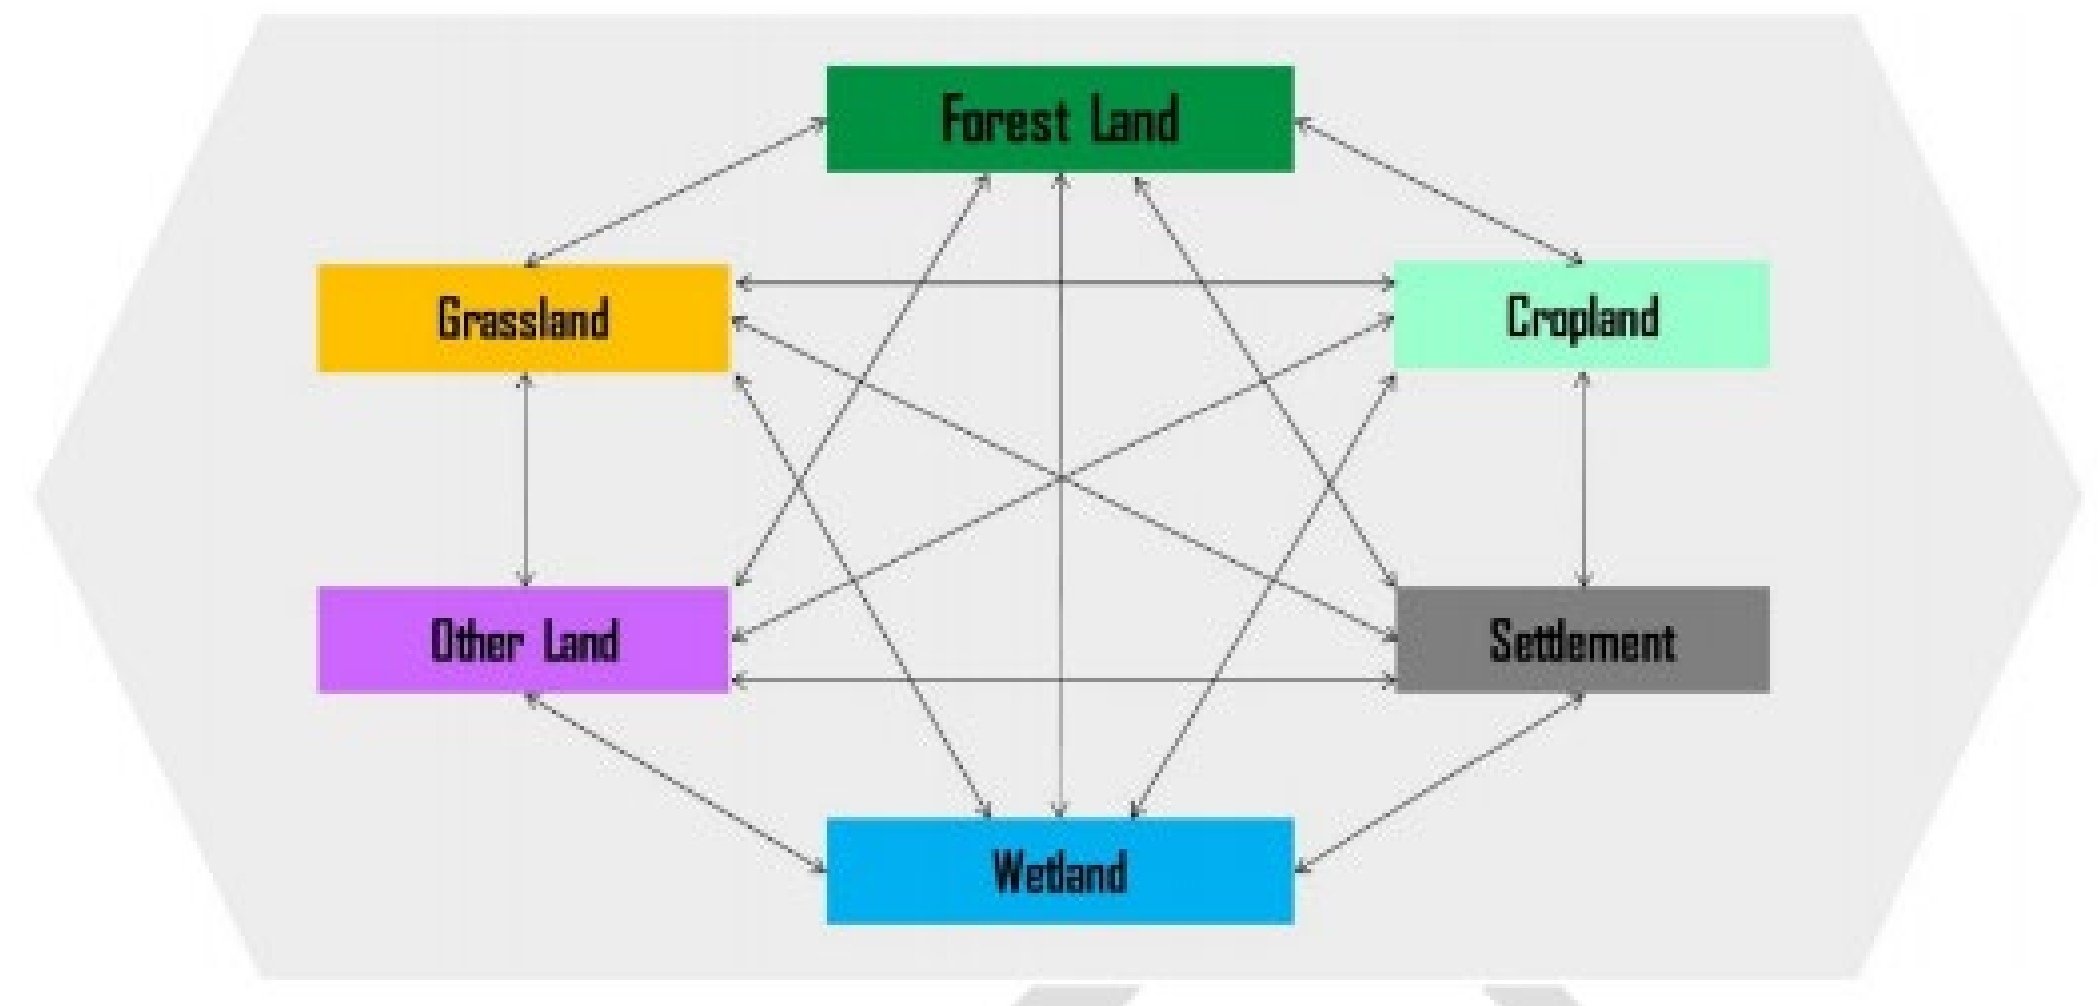 Forest Land
Grassland
Cropland
Other Land
Settlement
Wetland